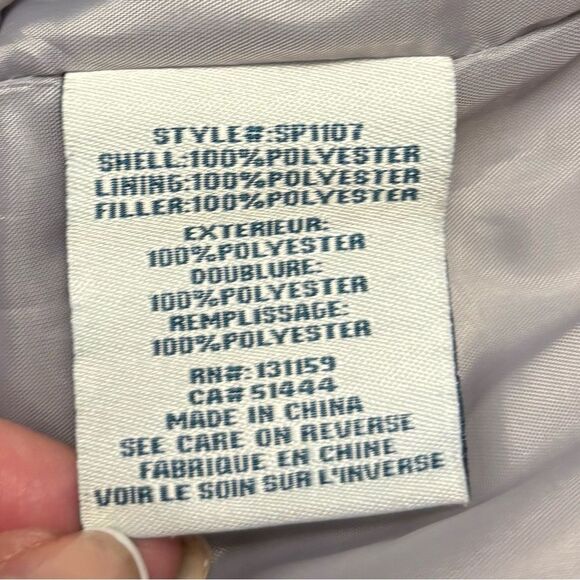 STYLE#:SP1107
SHELL:100%POLYESTER
LINING:100%POLYESTER
FILLER:100%POLYESTER
EXTERIEUR:
100%POLYESTER
DOUBLURE:
100%POLYESTER
REMPLISSAGE:
100%POLYESTER
RN#:131159
CA#51444
MADE IN CHINA
SEE CARE ON REVERSE
FABRIQUE EN CHINE
VOIR LE SOIN SUR L'INVERSE